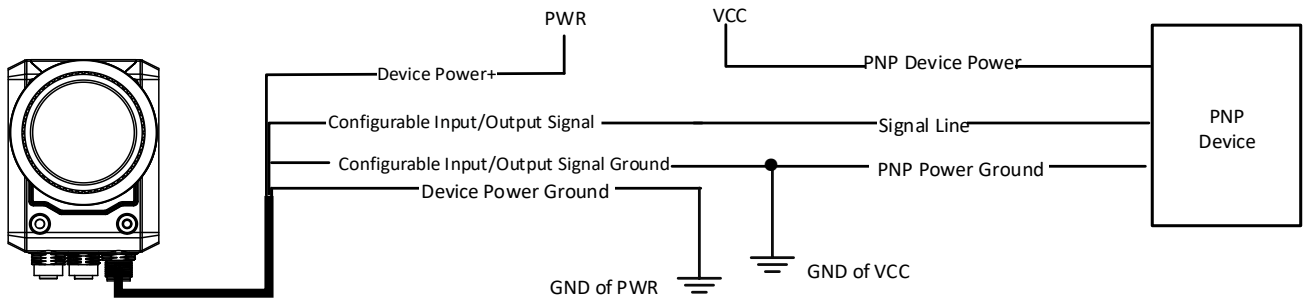 PWR
VCC
Device Power+
PNP Device Power
Configurable Input/Output Signal
Signal Line
PNP
Device
Configurable Input/Output Signal Ground
PNP Power Ground
Device Power Ground
GND of PWR
GND of VCC